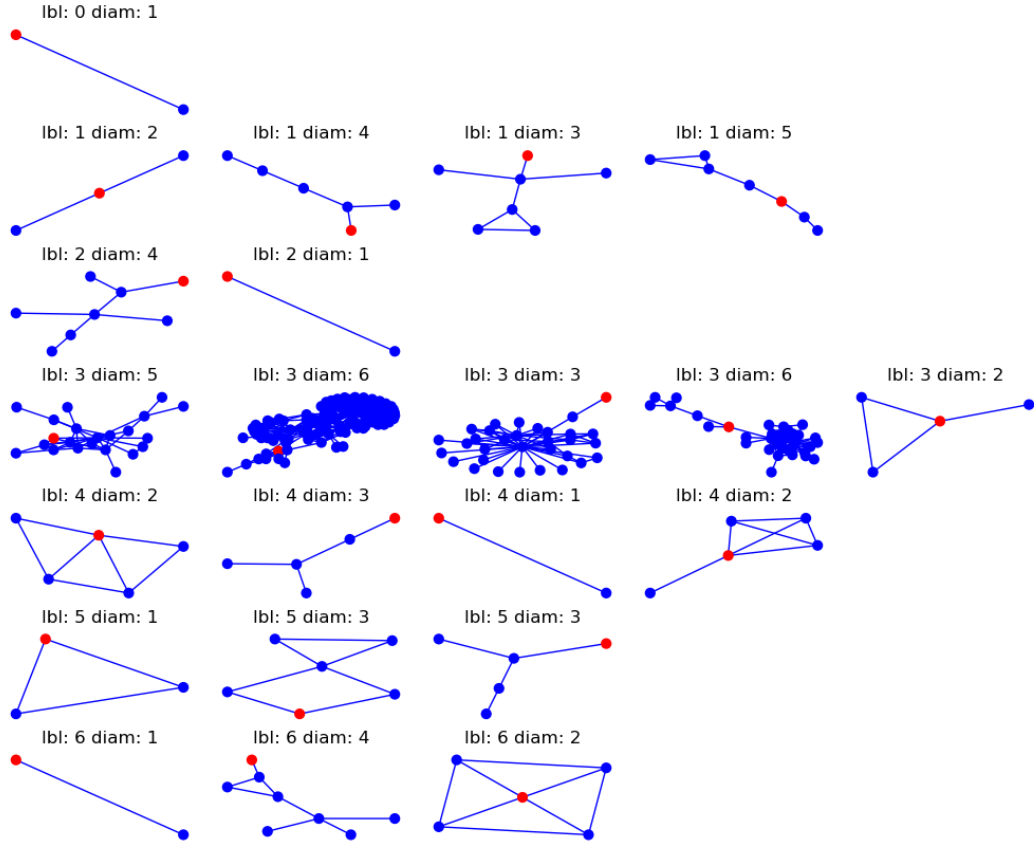 lbl: 0 diam: 1
lbl: 1 diam: 2
lbl: 1 diam: 4
lbl: 1 diam: 3
lbl: 1 diam: 5
lbl: 2 diam: 4
lbl: 2 diam: 1
lbl: 3 diam: 5
lbl: 3 diam: 6
lbl: 3 diam: 3
lbl: 3 diam: 6
lbl: 3 diam: 2
lbl: 4 diam: 2
lbl: 4 diam: 3
lbl: 4 diam: 1
lbl: 4 diam: 2
lbl: 5 diam: 1
lbl: 5 diam: 3
lbl: 5 diam: 3
lbl: 6 diam: 1
lbl: 6 diam: 4
lbl: 6 diam: 2